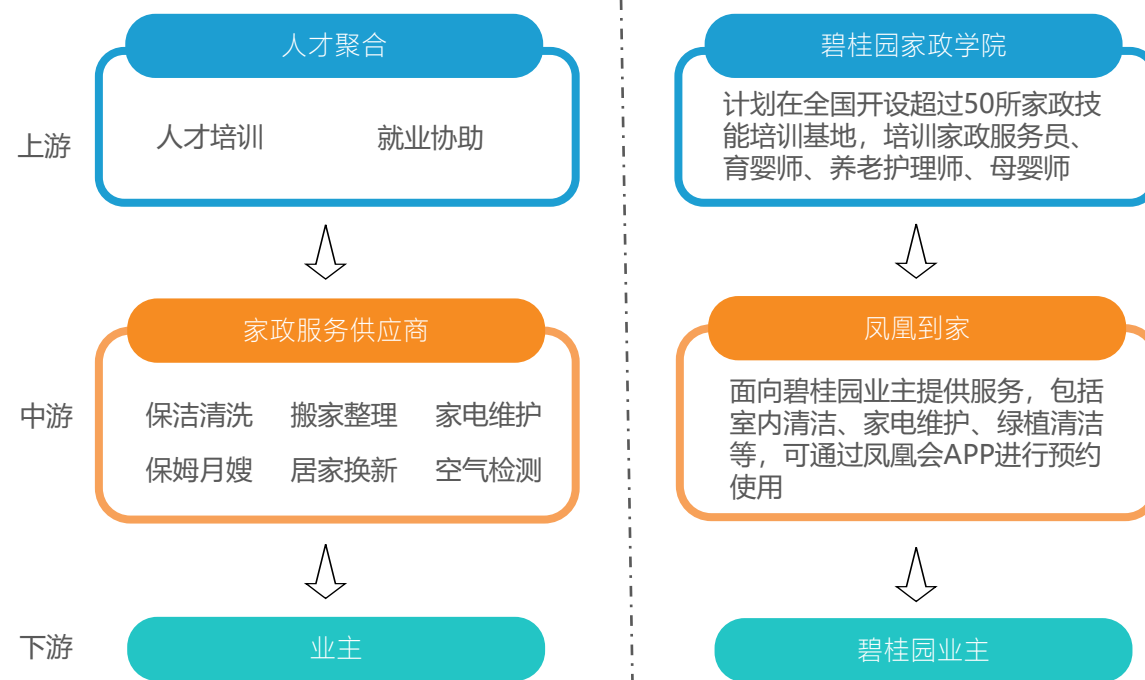 人才聚合
碧桂园家政学院
上游
人才培训
就业协助
计划在全国开设超过50所家政技
能培训基地，培训家政服务员、
育婴师、养老护理师、母婴师
家政服务供应商
凤凰到家
中游
保洁清洗
搬家整理
家电维护
保姆月嫂
居家换新
空气检测
面向碧桂园业主提供服务，包括
室内清洁、家电维护、绿植清洁
等，可通过凤凰会APP进行预约
使用
下游
业主
碧桂园业主